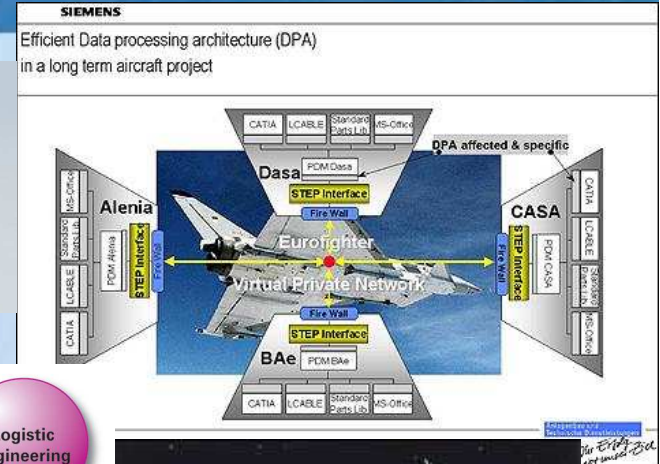 SIEMENS
Efficient Data processing architecture (DPA)
in a long term aircraft project
CATIA
LCABLE
Standard
Parts Lib
MS-Office
DPA affected & specific
PDM Dasa
Dasa
STEP Interface
Fire Wall
MS-Office
Standard
Parts Lib
LCABLE
CATIA
Alenia
PDM Alenia
STEP Interface
Fire Wall
Eurofighter
Virtual Private Network
CASA
Fire Wall
STEP Interface
PDM CASA
CATIA
LCABLE
Standard
Parts Lib
MS-Office
Fire Wall
STEP Interface
BAe
PDM BAe
CATIA
LCABLE
Standard
Parts Lib
MS-Office
Anlagenbau und
Technische Dienstleistungen
ogistic
gineering